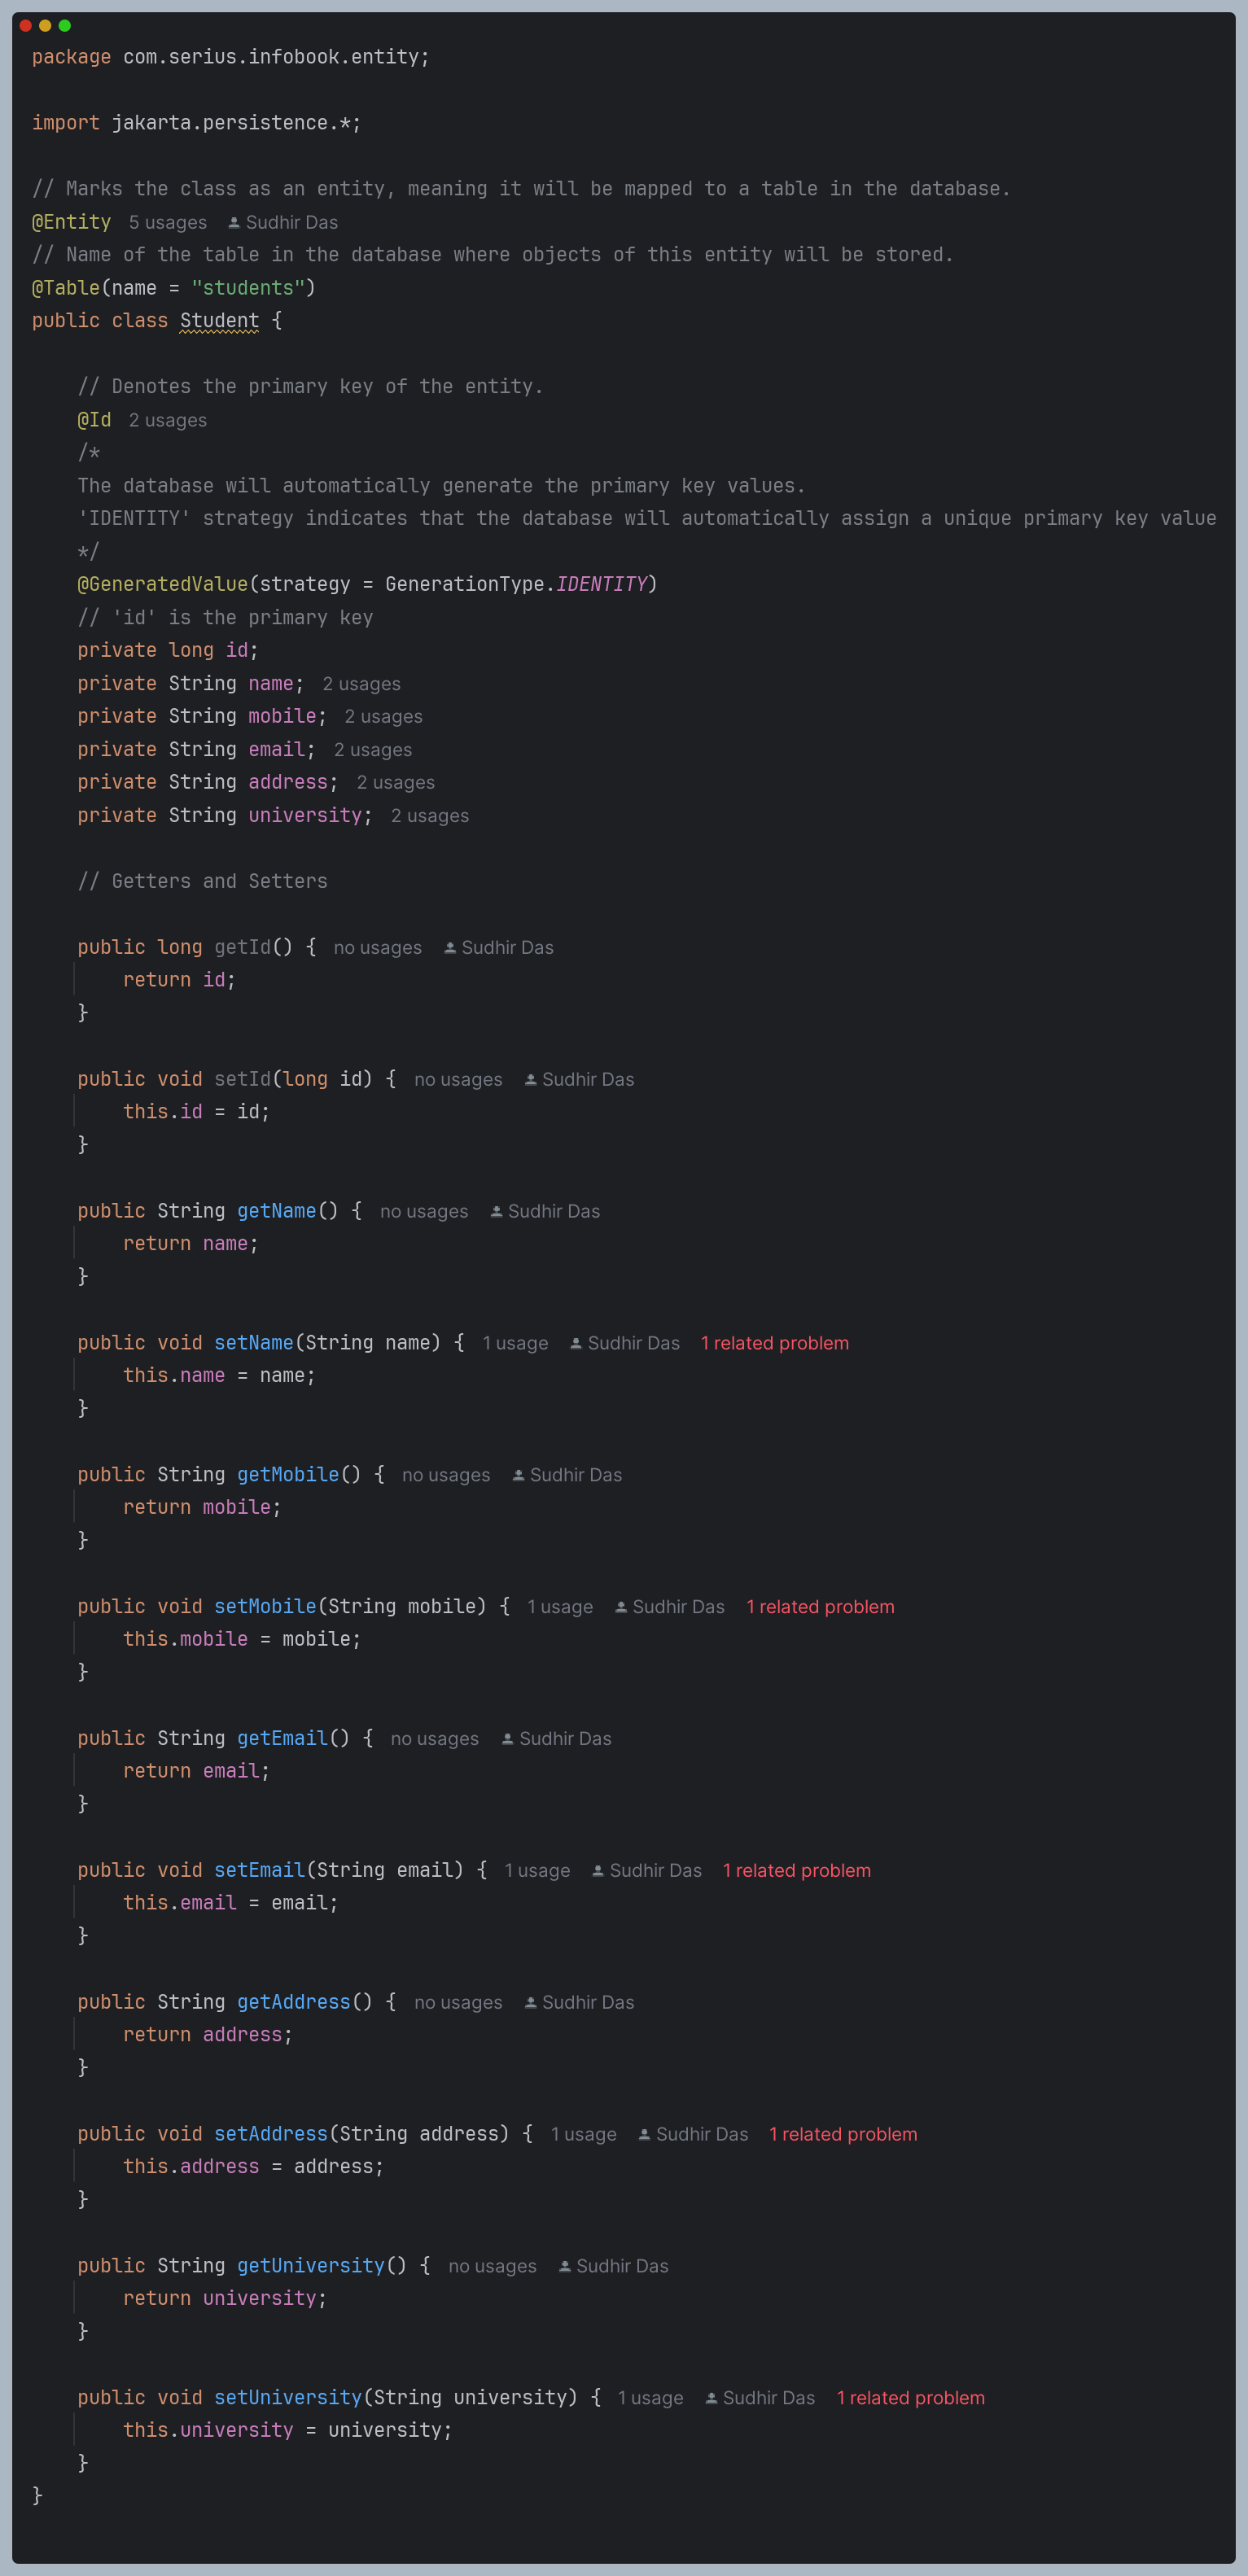 package com.serius.infobook.entity;
import jakarta.persistence.*;
// Marks the class as an entity, meaning it will be mapped to a table in the database.
@Entity 5 usages Sudhir Das
// Name of the table in the database where objects of this entity will be stored.
@Table(name = "students")
public class Student {
// Denotes the primary key of the entity.
@Id 2 usages
/*
The database will automatically generate the primary key values.
'IDENTITY' strategy indicates that the database will automatically assign a unique primary key value
*/
@GeneratedValue(strategy = GenerationType.IDENTITY)
// 'id' is the primary key
private long id;
private String name; 2 usages
private String mobile; 2 usages
private String email; 2 usages
private String address; 2 usages
private String university; 2 usages
// Getters and Setters
public long getId() { no usages Sudhir Das
return id;
}
public void setId(long id) { no usages Sudhir Das
this.id = id;
}
public String getName() { no usages Sudhir Das
return name;
}
public void setName(String name) { 1 usage Sudhir Das 1 related problem
this.name = name;
}
public String getMobile() { no usages Sudhir Das
return mobile;
}
public void setMobile(String mobile) { 1 usage Sudhir Das 1 related problem
this.mobile = mobile;
}
public String getEmail() { no usages Sudhir Das
return email;
}
public void setEmail(String email) { 1 usage Sudhir Das 1 related problem
this.email = email;
}
public String getAddress() { no usages Sudhir Das
return address;
}
public void setAddress(String address) { 1 usage Sudhir Das 1 related problem
this.address = address;
}
public String getUniversity() { no usages Sudhir Das
return university;
}
public void setUniversity(String university) { 1 usage Sudhir Das 1 related problem
this.university = university;
}
}